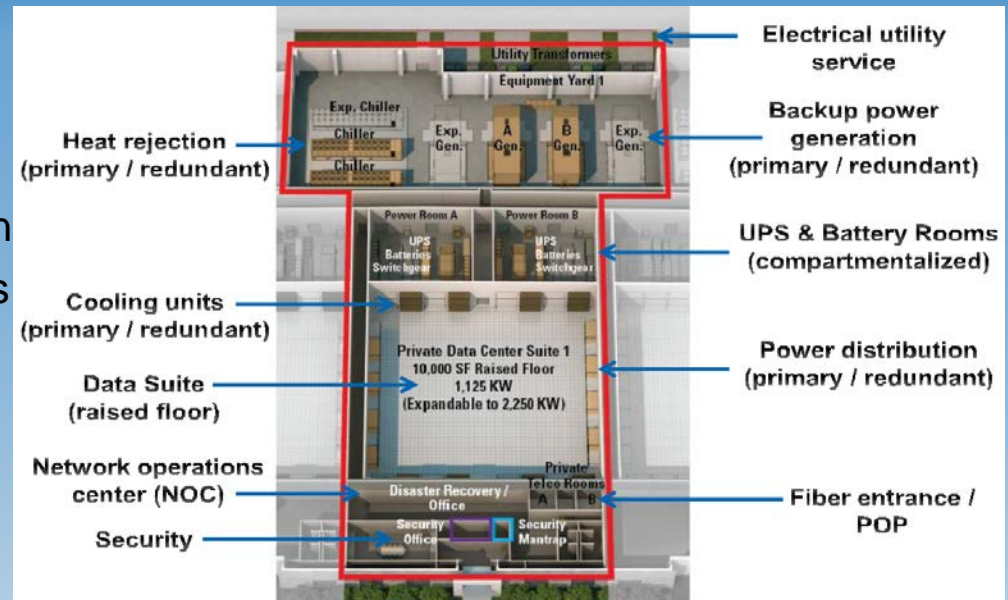 Electrical utility
service
Backup power
generation
(primary / redundant)
UPS & Battery Rooms
(compartmentalized)
Power distribution
(primary / redundant)
Fiber entrance /
POP
Heat rejection
(primary / redundant)
n
s
Cooling units
(primary / redundant)
Data Suite
(raised floor)
Network operations
center (NOC)
Security
Utility Transformers
Equipment Yard 1
Exp. Chiller
Chiller
Chiller
Exp.
Gen.
A
Gen.
B
Gen.
Exp.
Gen.
Power Room A
UPS
Batteries
Switchgear
Power Room B
UPS
Batteries
Switchgear
Private Data Center Suite 1
10,000 SF Raised Floor
1,125 KW
(Expandable to 2,250 KW)
Private
Telco Rooms
A
B
Disaster Recovery /
Office
Security
Office
Security
Mantrap